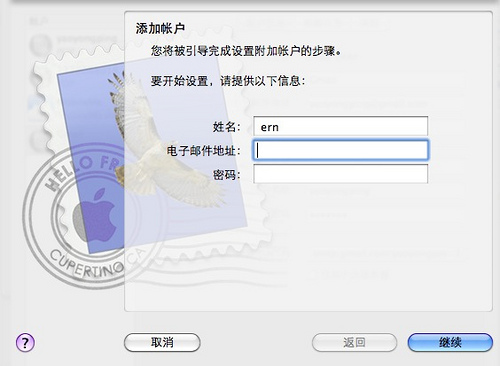 添加帐户
您将被引导完成设置附加帐户的步骤。
要开始设置，请提供以下信息：
姓名： ern
电子邮件地址：
密码：
HELLO FR
CUPERTINO CA
? 取消 返回 继续